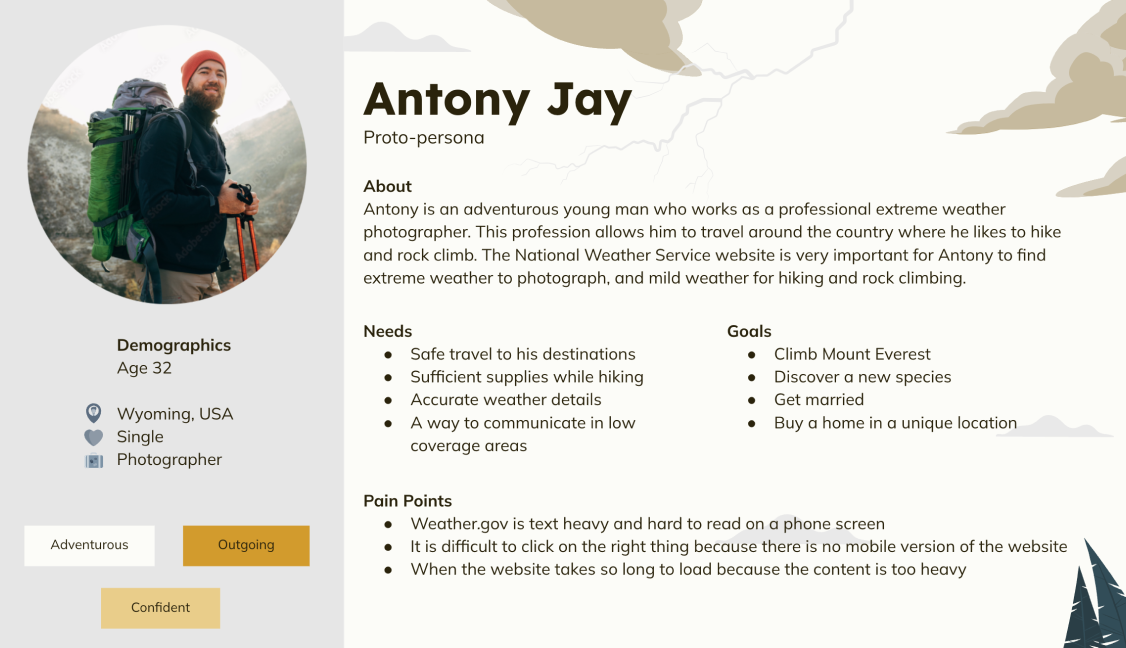 Antony Jay
Proto-persona
About
Antony is an adventurous young man who works as a professional extreme weather
photographer. This profession allows him to travel around the country where he likes to hike
and rock climb. The National Weather Service website is very important for Antony to find
extreme weather to photograph, and mild weather for hiking and rock climbing.
Demographics
Age 32
Wyoming, USA
Single
Photographer
Adventurous
Outgoing
Confident
Needs
● Safe travel to his destinations
● Sufficient supplies while hiking
● Accurate weather details
● A way to communicate in low
coverage areas
Goals
● Climb Mount Everest
● Discover a new species
● Get married
● Buy a home in a unique location
Pain Points
● Weather.gov is text heavy and hard to read on a phone screen
● It is difficult to click on the right thing because there is no mobile version of the website
● When the website takes so long to load because the content is too heavy